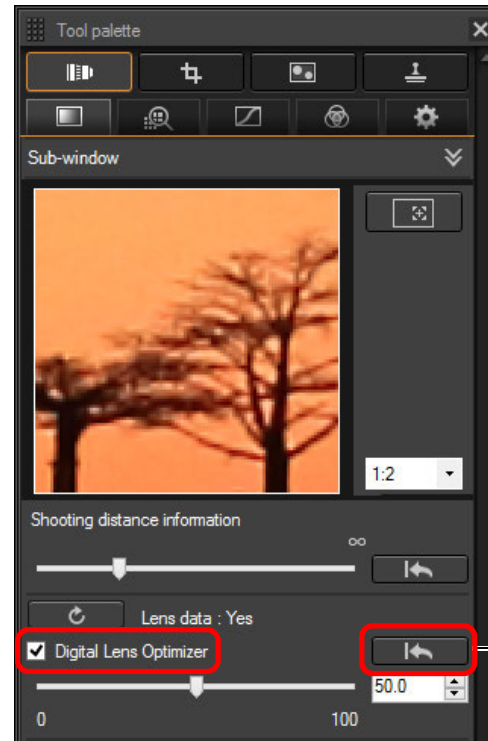 Tool palette
Sub-window
1:2
Shooting distance information
∞
Lens data : Yes
Digital Lens Optimizer
50.0
0 100